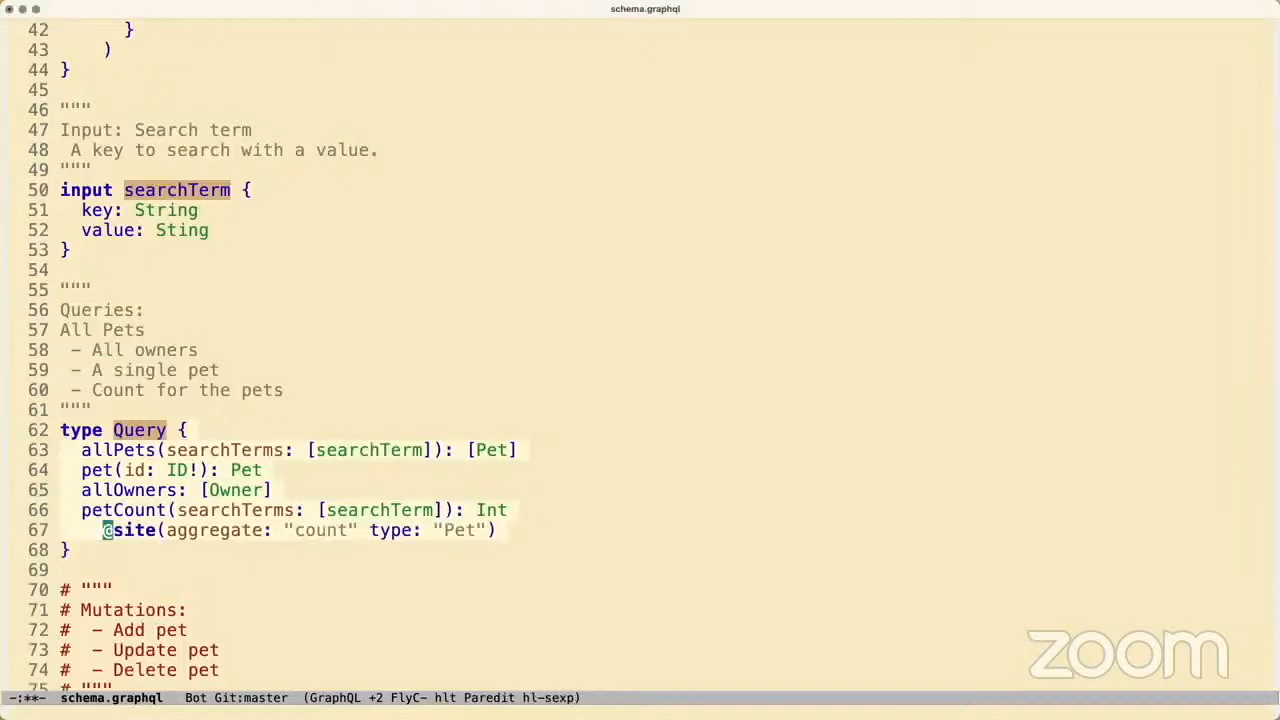 schema.graphql
42 }
43 )
44 }
45
46 """
47 Input: Search term
48 A key to search with a value.
49 """
50 input searchTerm {
51 key: String
52 value: Sting
53 }
54
55 """
56 Queries:
57 All Pets
58 - All owners
59 - A single pet
60 - Count for the pets
61 """
62 type Query {
63 allPets(searchTerms: [searchTerm]): [Pet]
64 pet(id: ID!): Pet
65 allOwners: [Owner]
66 petCount(searchTerms: [searchTerm]): Int
67 @site(aggregate: "count" type: "Pet")
68 }
69
70 # """
71 # Mutations:
72 # - Add pet
73 # - Update pet
74 # - Delete pet
75 # """
-:**- schema.graphql Bot Git:master (GraphQL +2 FlyC- hlt Paredit hl-sexp)
zoom